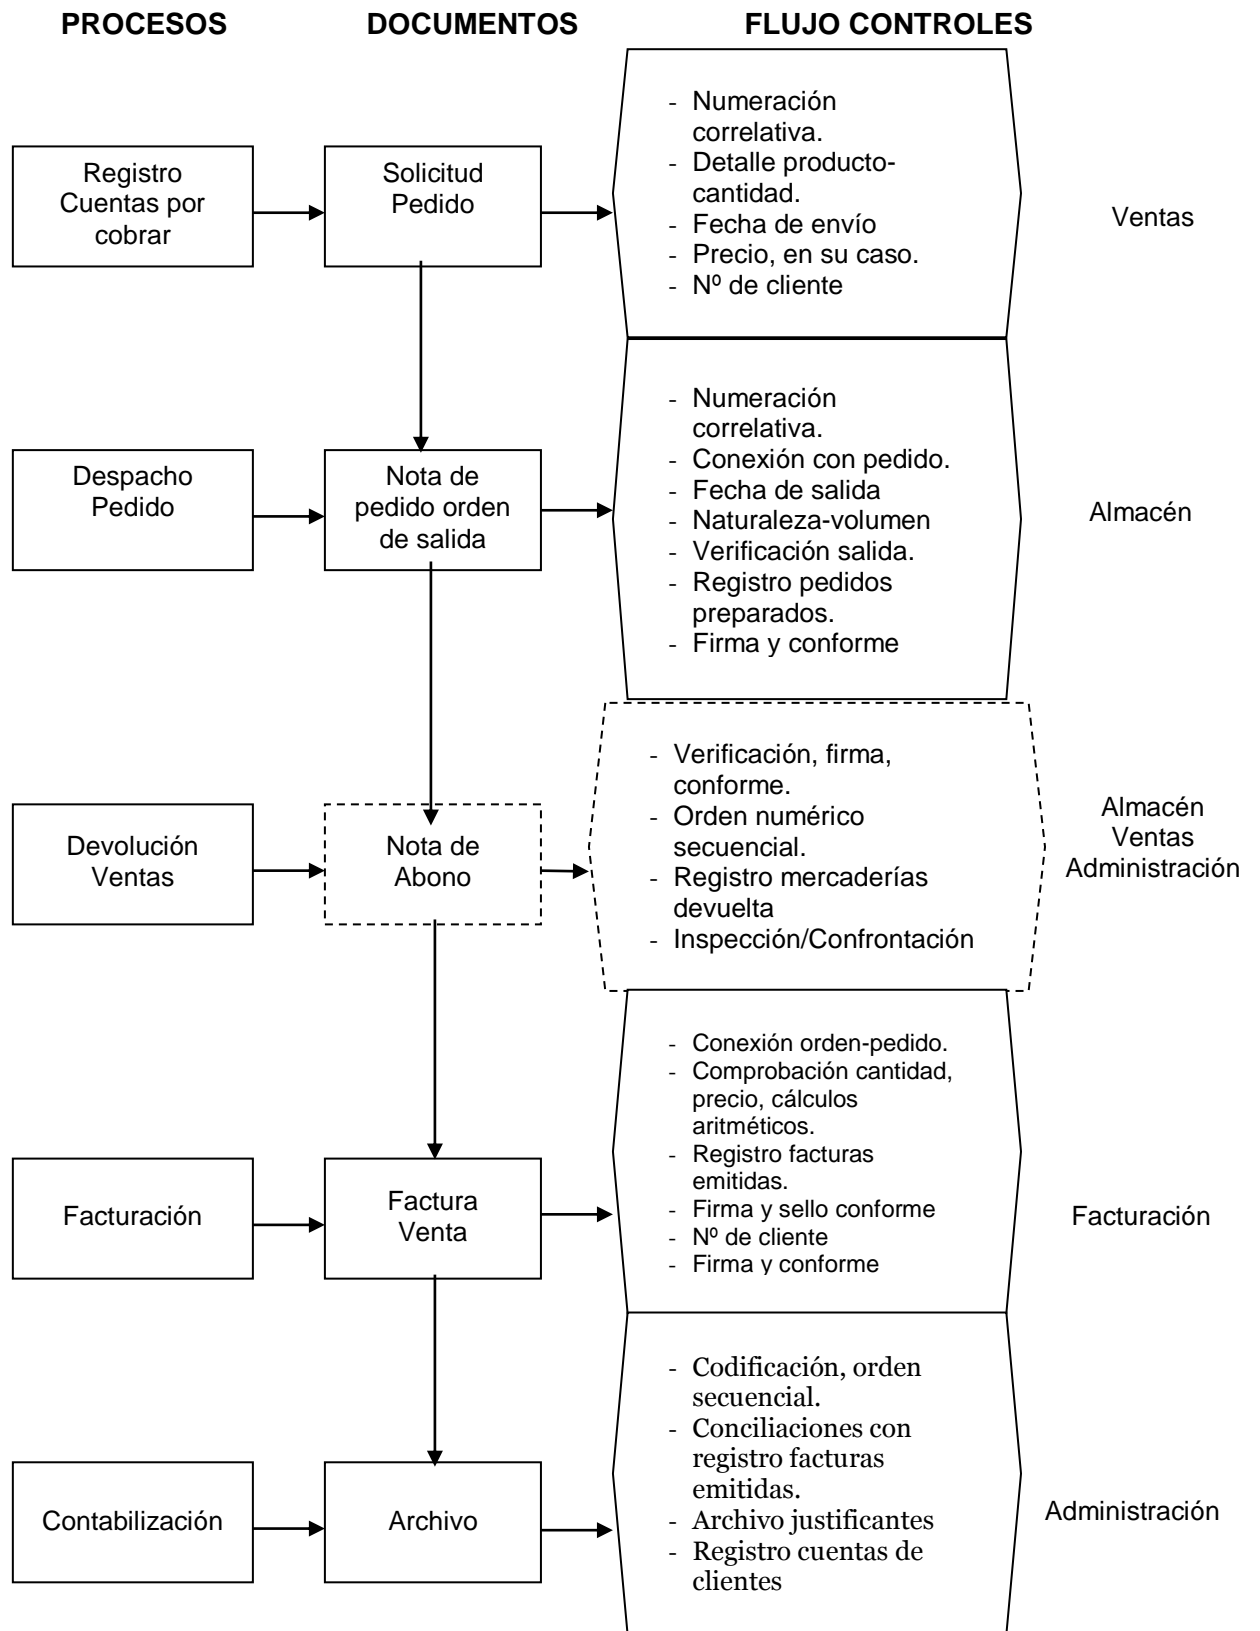 PROCESOS DOCUMENTOS FLUJO CONTROLES
Registro
Cuentas por
cobrar
Solicitud
Pedido
- Numeración
correlativa.
- Detalle producto-
cantidad.
- Fecha de envío
- Precio, en su caso.
- Nº de cliente
Ventas
Despacho
Pedido
Nota de
pedido orden
de salida
- Numeración
correlativa.
- Conexión con pedido.
- Fecha de salida
- Naturaleza-volumen
- Verificación salida.
- Registro pedidos
preparados.
- Firma y conforme
Almacén
Devolución
Ventas
Nota de
Abono
- Verificación, firma,
conforme.
- Orden numérico
secuencial.
- Registro mercaderías
devuelta
- Inspección/Confrontación
Almacén
Ventas
Administración
Facturación
Factura
Venta
- Conexión orden-pedido.
- Comprobación cantidad,
precio, cálculos
aritméticos.
- Registro facturas
emitidas.
- Firma y sello conforme
- Nº de cliente
- Firma y conforme
Facturación
Contabilización
Archivo
- Codificación, orden
secuencial.
- Conciliaciones con
registro facturas
emitidas.
- Archivo justificantes
- Registro cuentas de
clientes
Administración